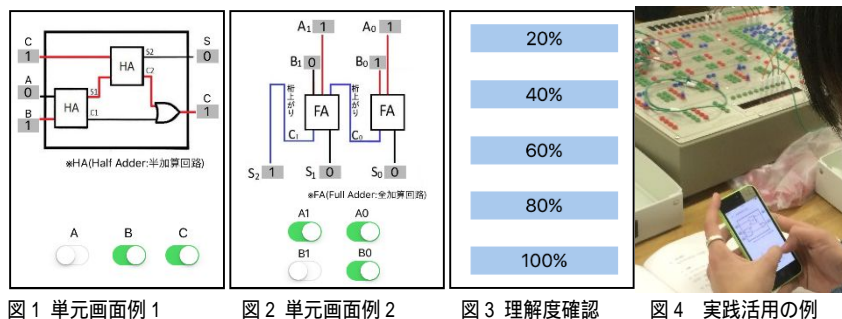 C
1
A
0
B
1
HA
HA
S2
C2
S1
C1
S
0
C
1
※HA(Half Adder:半加算回路)
A B C
A1 1
A0 1
B1 0
B0 1
桁上がり
桁上がり
FA
FA
C1
C0
S2 1
S1 0
S0 0
※FA(Full Adder:全加算回路)
A1 A0
B1 B0
20%
40%
60%
80%
100%
図1 単元画面例1
図2 単元画面例2
図3 理解度確認
図4 実践活用の例